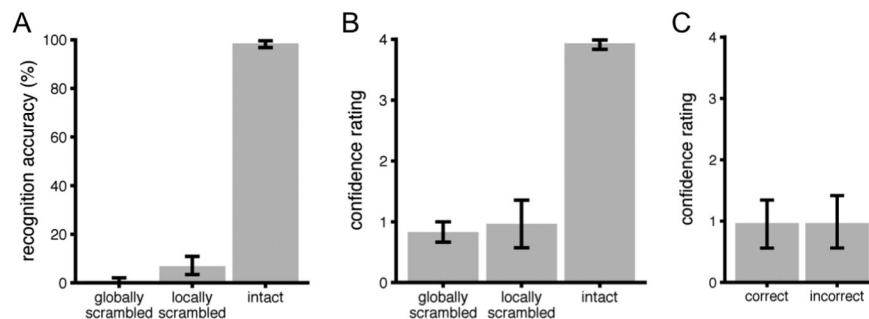 A
recognition accuracy (%)
100
80
60
40
20
0
globally
scrambled
locally
scrambled
intact
B
confidence rating
4
3
2
1
0
globally
scrambled
locally
scrambled
intact
C
confidence rating
4
3
2
1
0
correct
incorrect